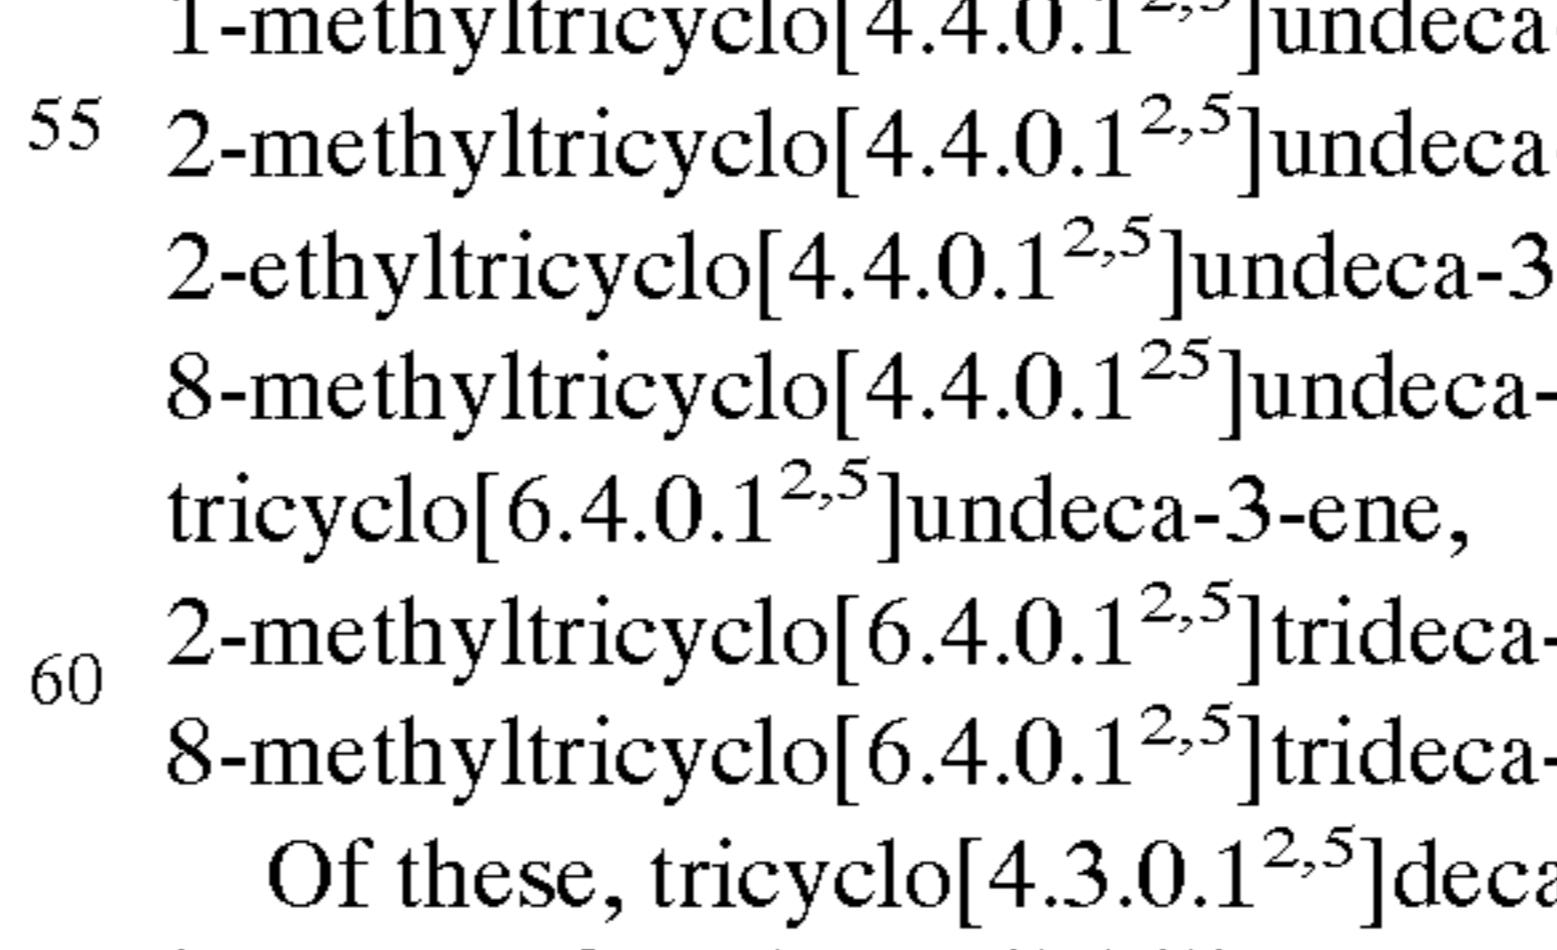 1-methyltricyclo[4.4.0.1^2,5]undeca
55 2-methyltricyclo[4.4.0.1^2,5]undeca
2-ethyltricyclo[4.4.0.1^2,5]undeca-3
8-methyltricyclo[4.4.0.1^25]undeca-
tricyclo[6.4.0.1^2,5]undeca-3-ene,
60 2-methyltricyclo[6.4.0.1^2,5]trideca-
8-methyltricyclo[6.4.0.1^2,5]trideca-
Of these, tricyclo[4.3.0.1^2,5]deca